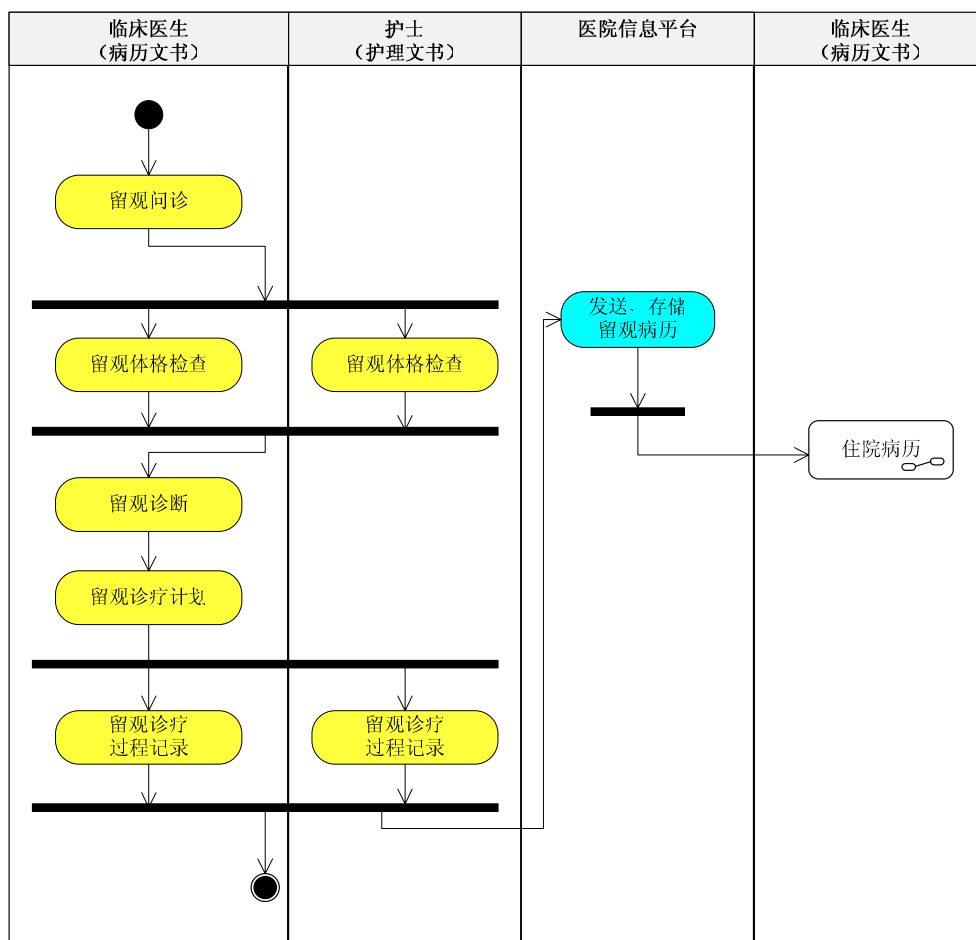 临床医生
（病历文书）
护士
（护理文书）
医院信息平台
临床医生
（病历文书）
留观问诊
发送、存储
留观病历
留观体格检查
留观体格检查
住院病历
留观诊断
留观诊疗计划
留观诊疗
过程记录
留观诊疗
过程记录